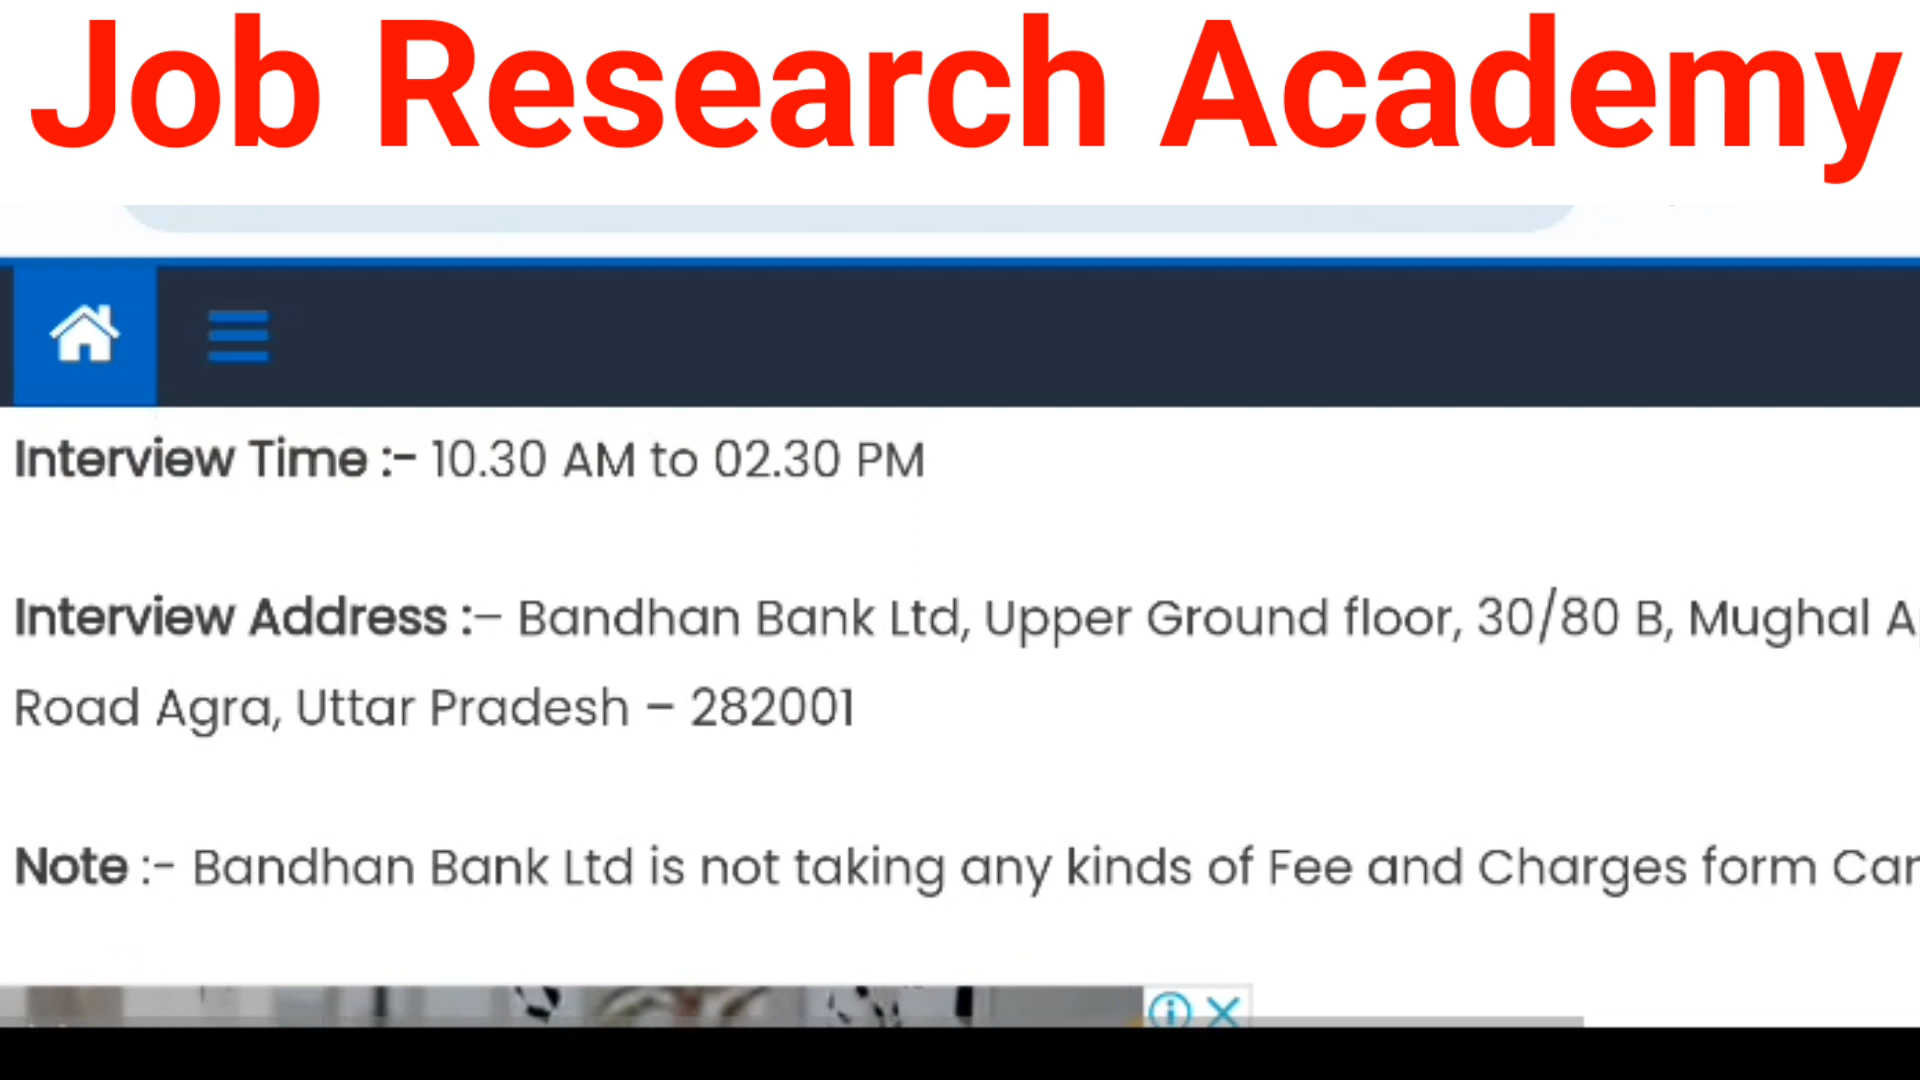 Job Research Academy
Interview Time :- 10.30 AM to 02.30 PM
Interview Address :– Bandhan Bank Ltd, Upper Ground floor, 30/80 B, Mughal
Road Agra, Uttar Pradesh – 282001
Note :- Bandhan Bank Ltd is not taking any kinds of Fee and Charges form